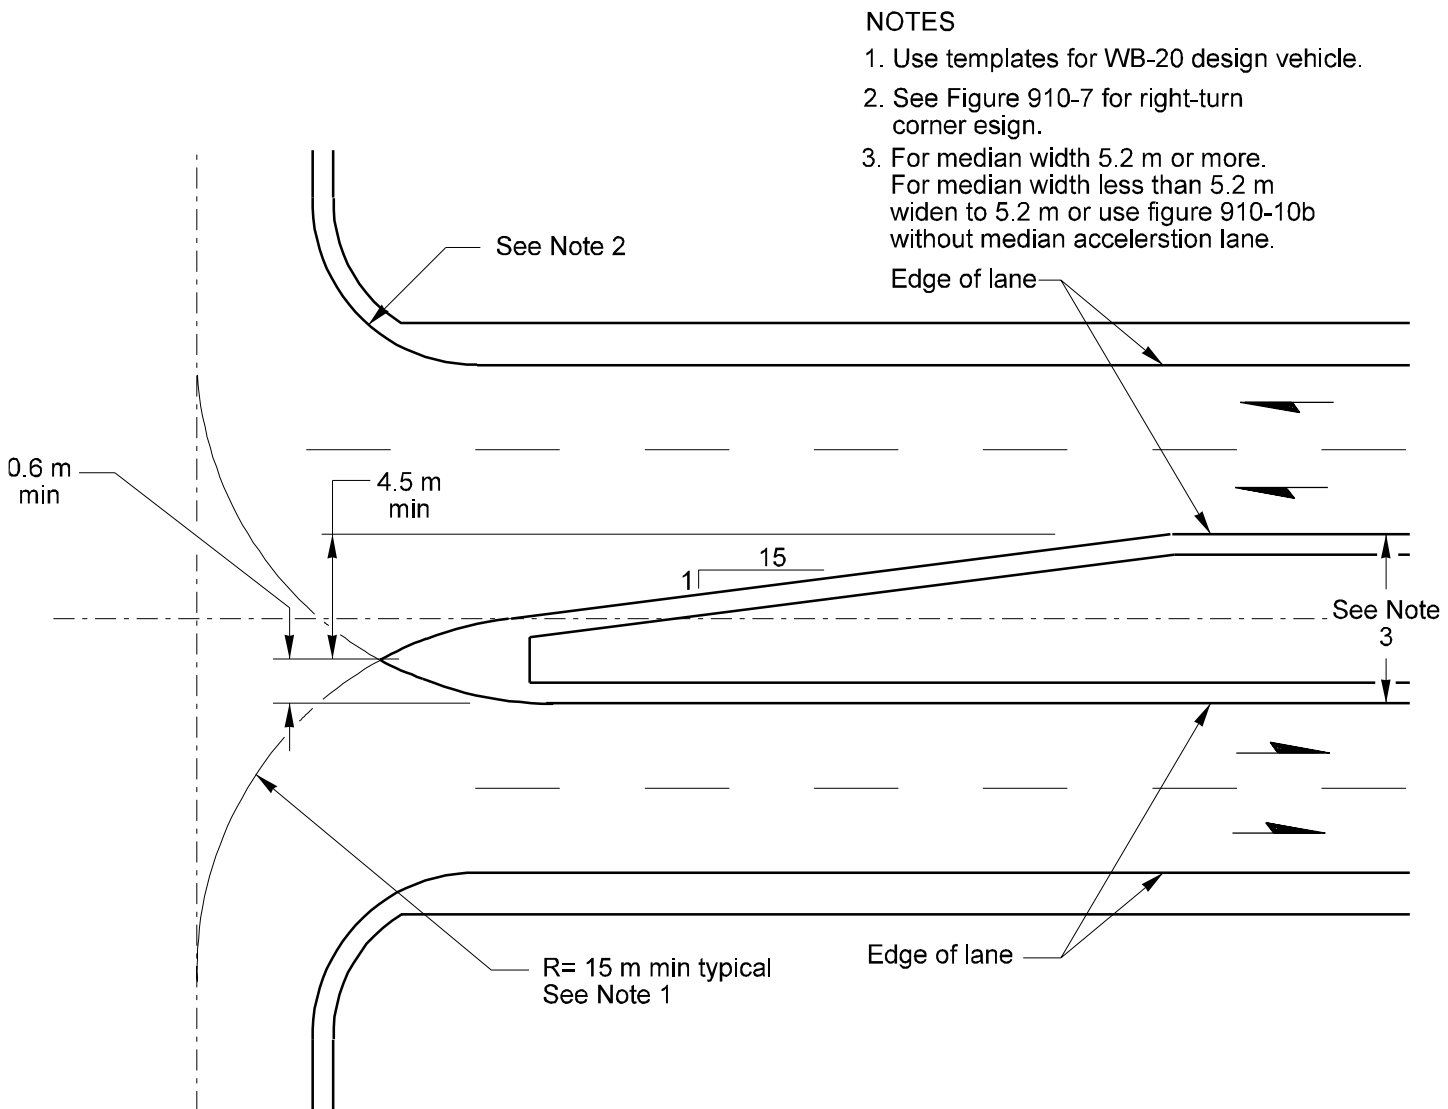 NOTES
1. Use templates for WB-20 design vehicle.
2. See Figure 910-7 for right-turn
corner esign.
3. For median width 5.2 m or more.
For median width less than 5.2 m
widen to 5.2 m or use figure 910-10b
without median accelerstion lane.
See Note 2
Edge of lane
0.6 m
min
4.5 m
min
15
1
See Note
3
Edge of lane
R= 15 m min typical
See Note 1